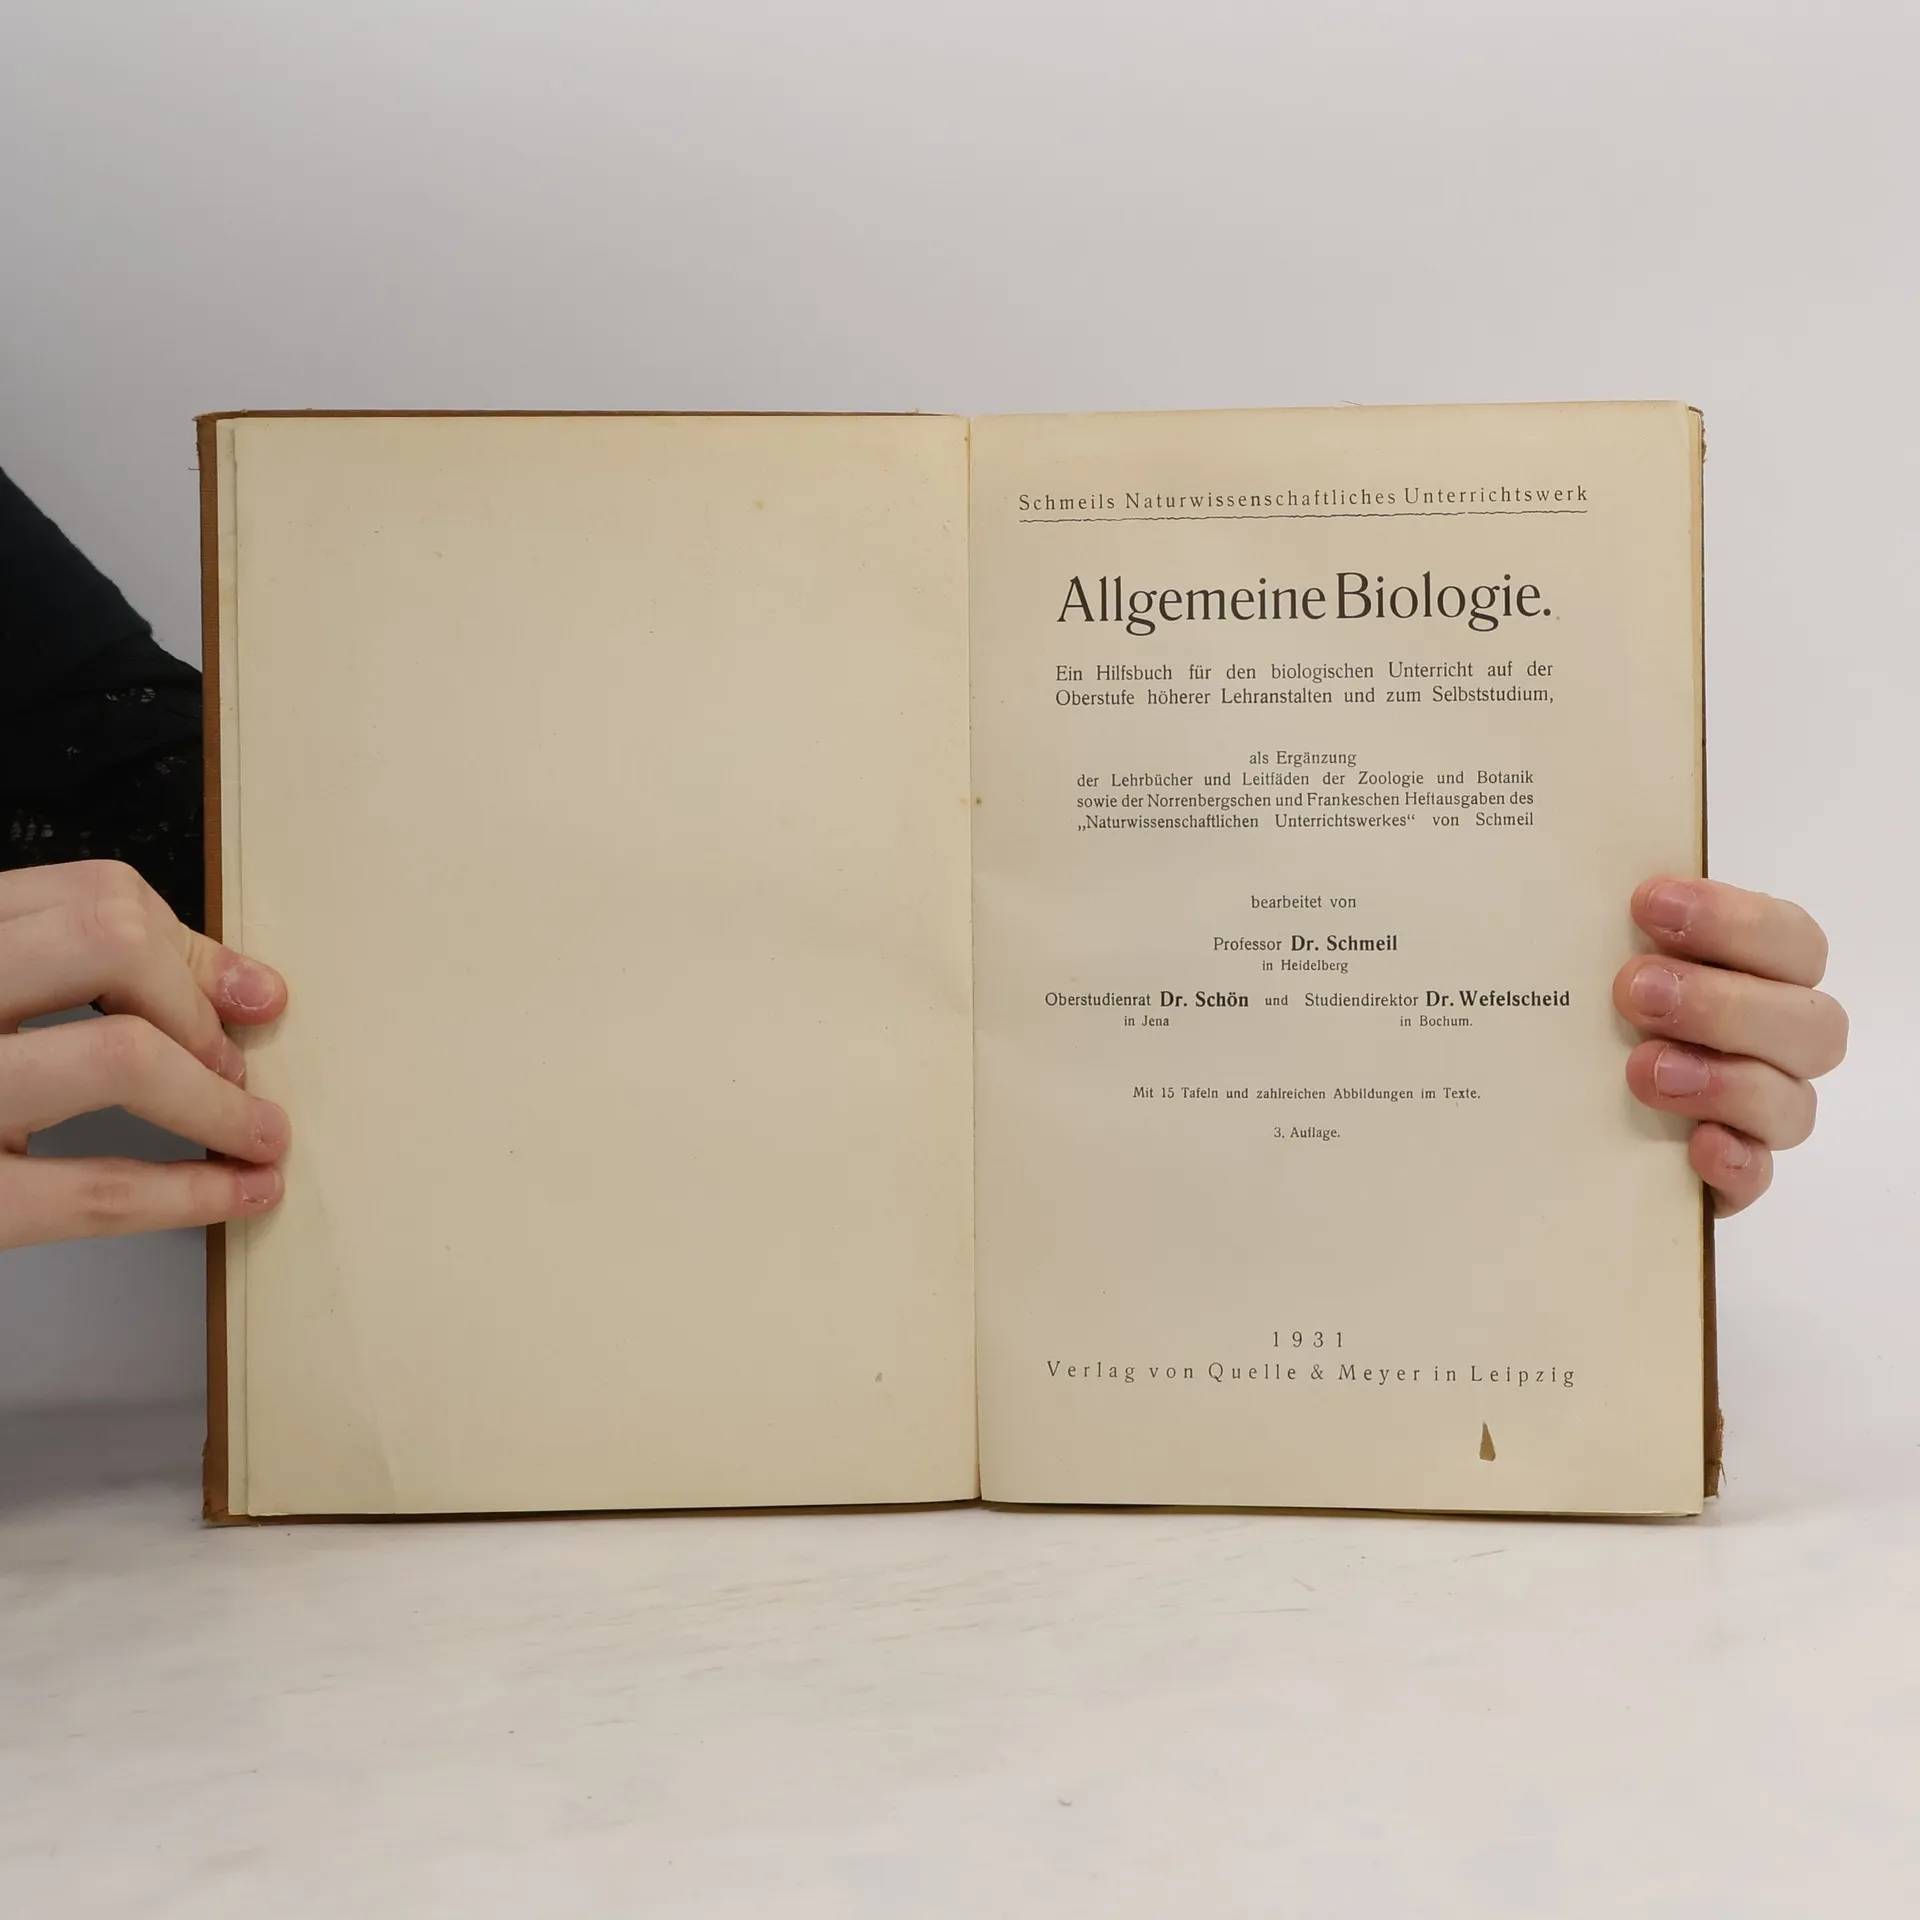 Schmeils Naturwissenschaftliches Unterrichtswerk
Allgemeine Biologie.
Ein Hilfsbuch für den biologischen Unterricht auf der
Oberstufe höherer Lehranstalten und zum Selbststudium,
als Ergänzung
der Lehrbücher und Leitfäden der Zoologie und Botanik
sowie der Norrenbergschen und Frankeschen Heftausgaben des
„Naturwissenschaftlichen Unterrichtswerkes“ von Schmeil
bearbeitet von
Professor Dr. Schmeil
in Heidelberg
Oberstudienrat Dr. Schön und Studiendirektor Dr. Wefelscheid
in Jena in Bochum.
Mit 15 Tafeln und zahlreichen Abbildungen im Texte.
3. Auflage.
1931
Verlag von Quelle & Meyer in Leipzig